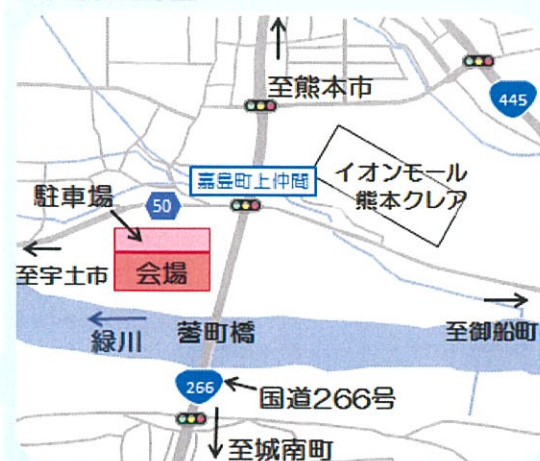 至熊本市
445
イオンモール
熊本クレア
嘉島町上仲間
駐車場
50
会場
至宇土市
緑川
蓍町橋
至御船町
266
国道266号
至城南町